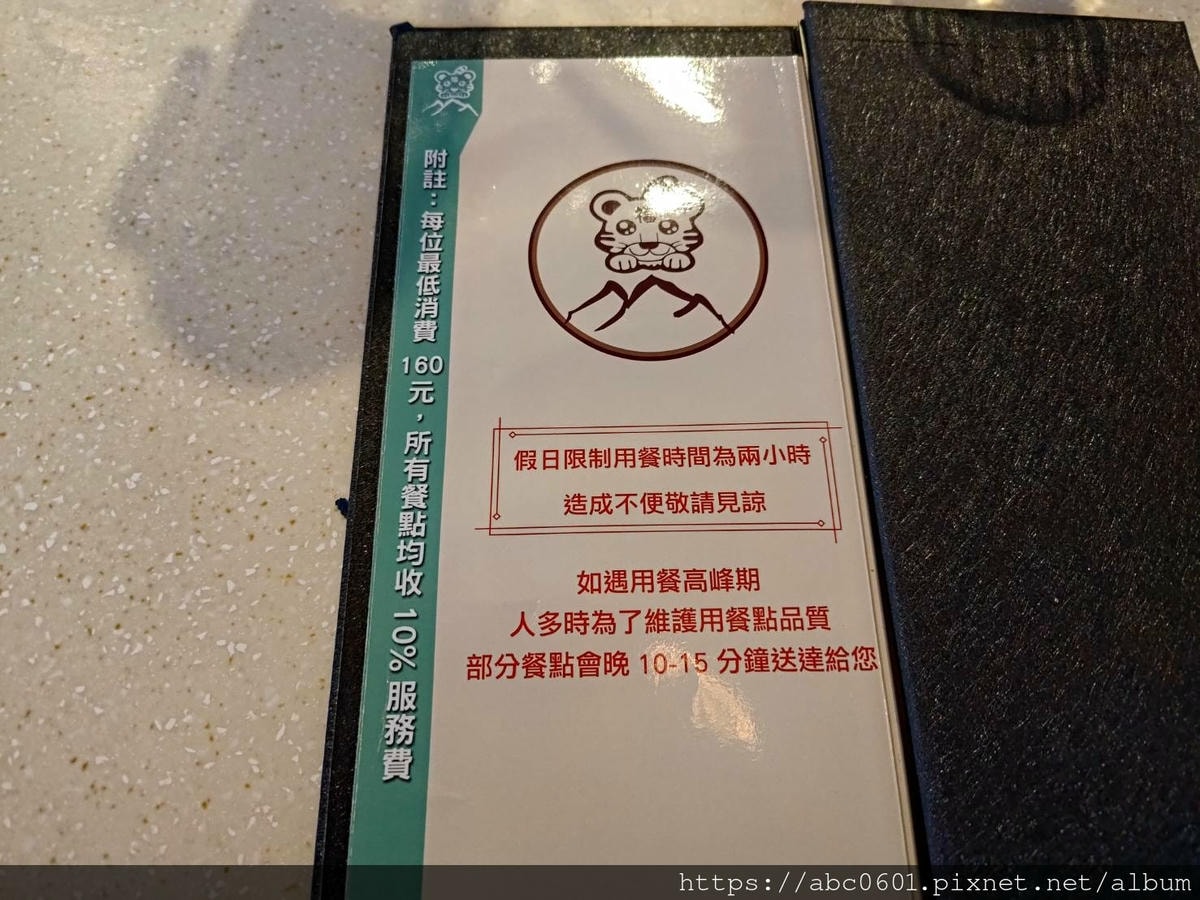 附註：每位最低消費 160 元，所有餐點均收 10% 服務費
福
假日限制用餐時間為兩小時
造成不便敬請見諒
如遇用餐高峰期
人多時為了維護用餐點品質
部分餐點會晚 10-15 分鐘送達給您
https://abc0601.pixnet.net/album